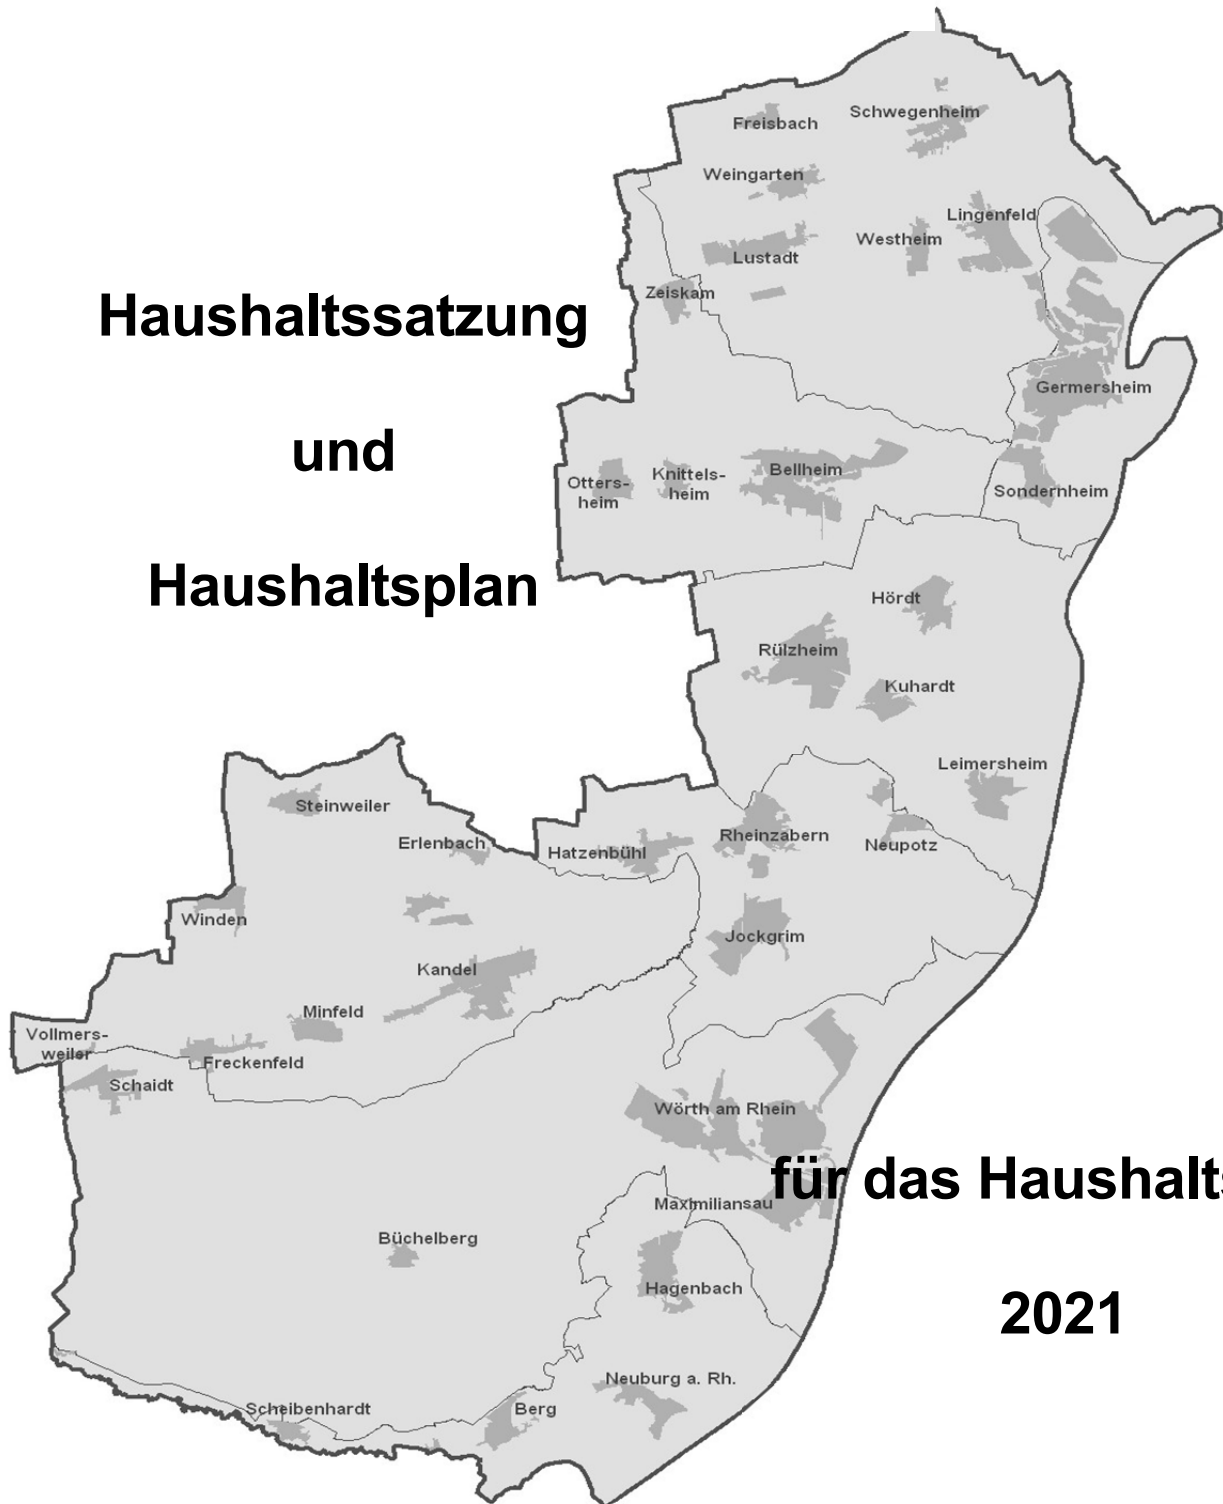 Haushaltssatzung
und
Haushaltsplan
für das Haushalts
2021
Freisbach
Schwegenheim
Weingarten
Lingenfeld
Westheim
Lustadt
Zeiskam
Germersheim
Otters-
heim
Knittels-
heim
Bellheim
Sondernheim
Hördt
Rülzheim
Kuhardt
Leimersheim
Steinweiler
Erlenbach
Hatzenbühl
Rheinzabern
Neupotz
Winden
Jockgrim
Kandel
Minfeld
Vollmers-
weiler
Freckenfeld
Schaidt
Wörth am Rhein
Maximiliansau
Büchelberg
Hagenbach
Neuburg a. Rh.
Scheibenhardt
Berg